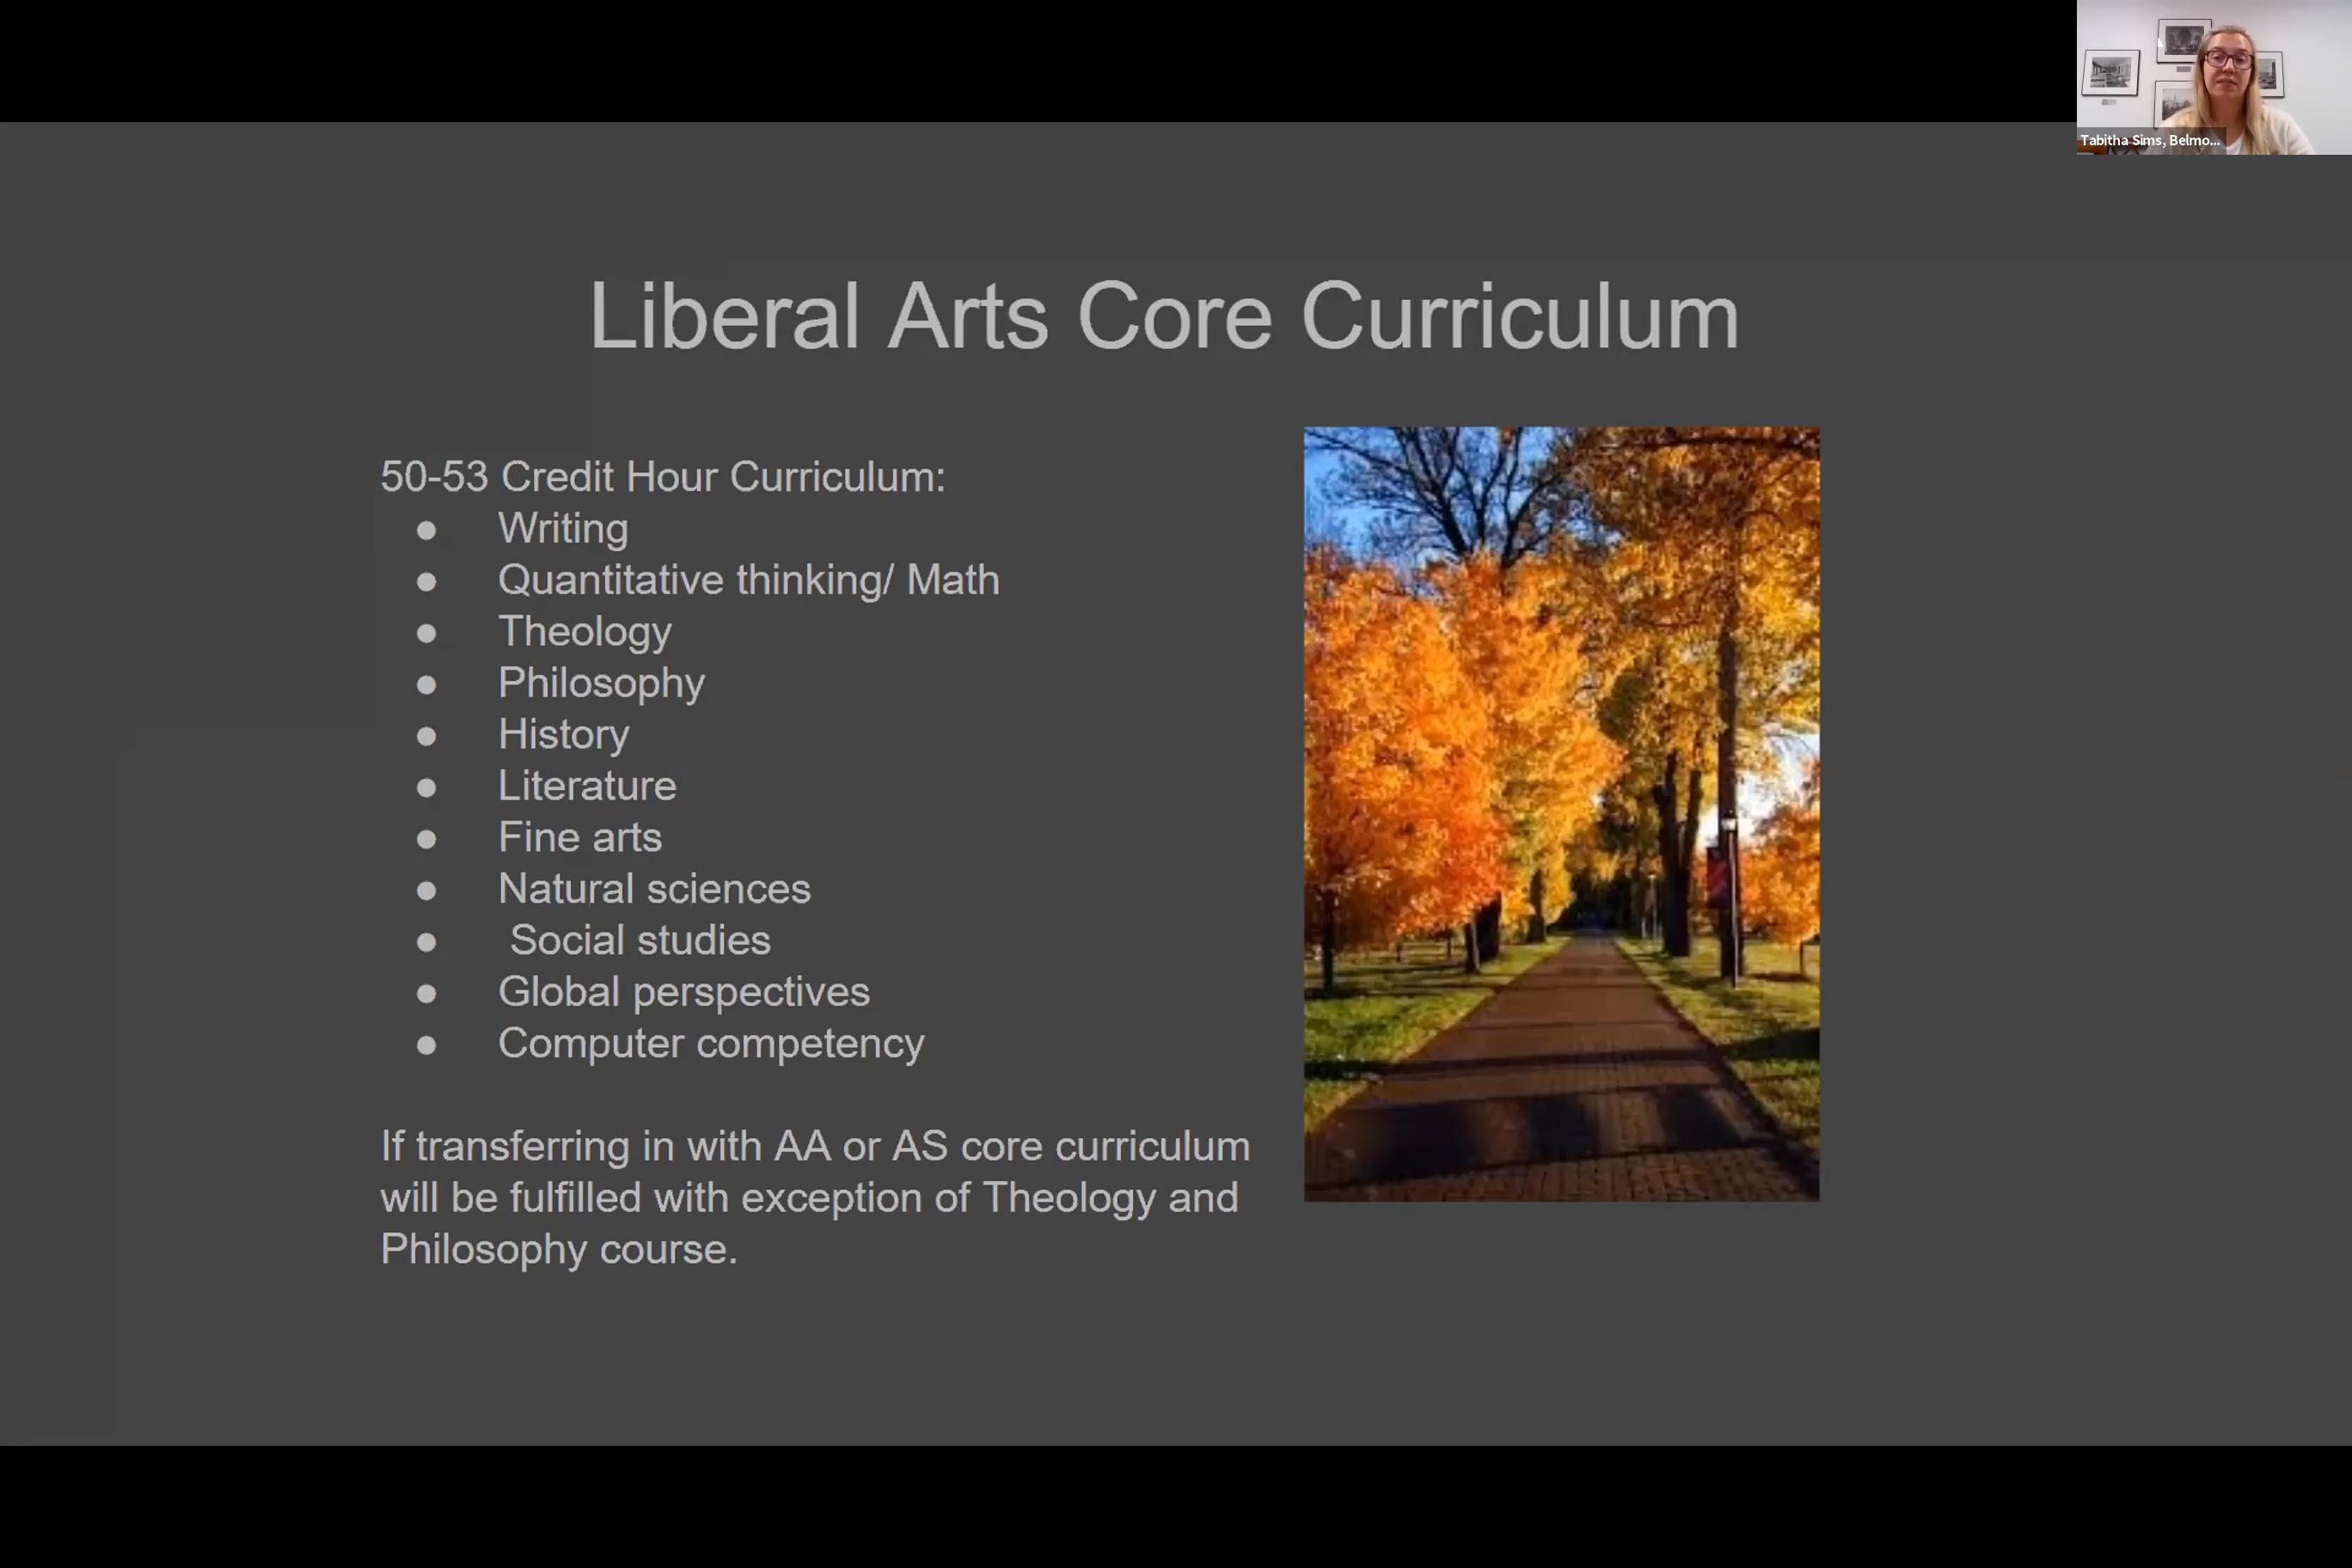 Tabitha Sims, Belmo...
Liberal Arts Core Curriculum
50-53 Credit Hour Curriculum:
● Writing
● Quantitative thinking/ Math
● Theology
● Philosophy
● History
● Literature
● Fine arts
● Natural sciences
● Social studies
● Global perspectives
● Computer competency
If transferring in with AA or AS core curriculum
will be fulfilled with exception of Theology and
Philosophy course.